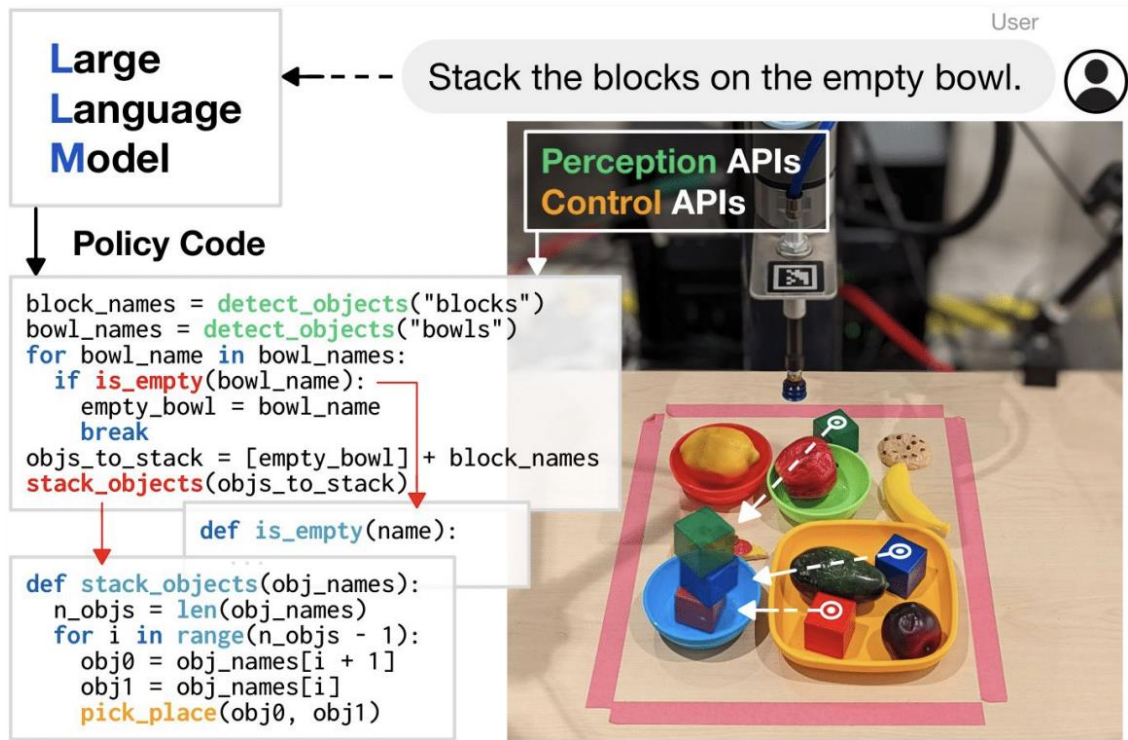 User
Stack the blocks on the empty bowl.
Large
Language
Model
Perception APIs
Control APIs
Policy Code
block_names = detect_objects("blocks")
bowl_names = detect_objects("bowls")
for bowl_name in bowl_names:
  if is_empty(bowl_name):
    empty_bowl = bowl_name
    break
objs_to_stack = [empty_bowl] + block_names
stack_objects(objs_to_stack)
def is_empty(name):
...
def stack_objects(obj_names):
  n_objs = len(obj_names)
  for i in range(n_objs - 1):
    obj0 = obj_names[i + 1]
    obj1 = obj_names[i]
    pick_place(obj0, obj1)